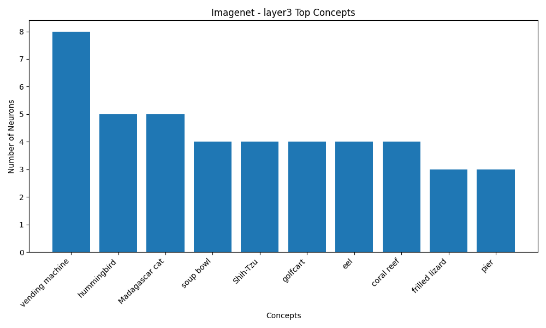 Imagenet - layer3 Top Concepts
Number of Neurons
8
7
6
5
4
3
2
1
0
vending machine
hummingbird
Madagascar cat
soup bowl
Shih-Tzu
golfcart
eel
coral reef
frilled lizard
pier
Concepts